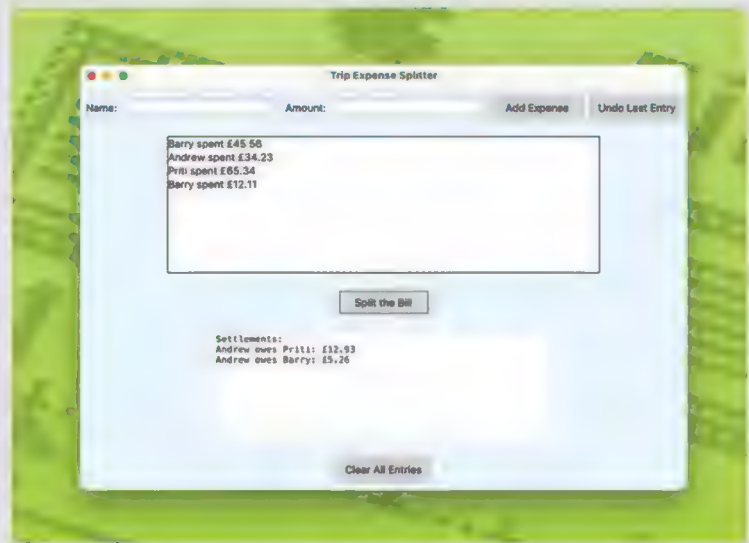 Trip Expense Splitter
Name: Amount: Add Expense Undo Last Entry
Barry spent £45.56
Andrew spent £34.23
Priti spent £65.34
Barry spent £12.11
Split the Bill
Settlements:
Andrew owes Priti: £12.93
Andrew owes Barry: £5.26
Clear All Entries